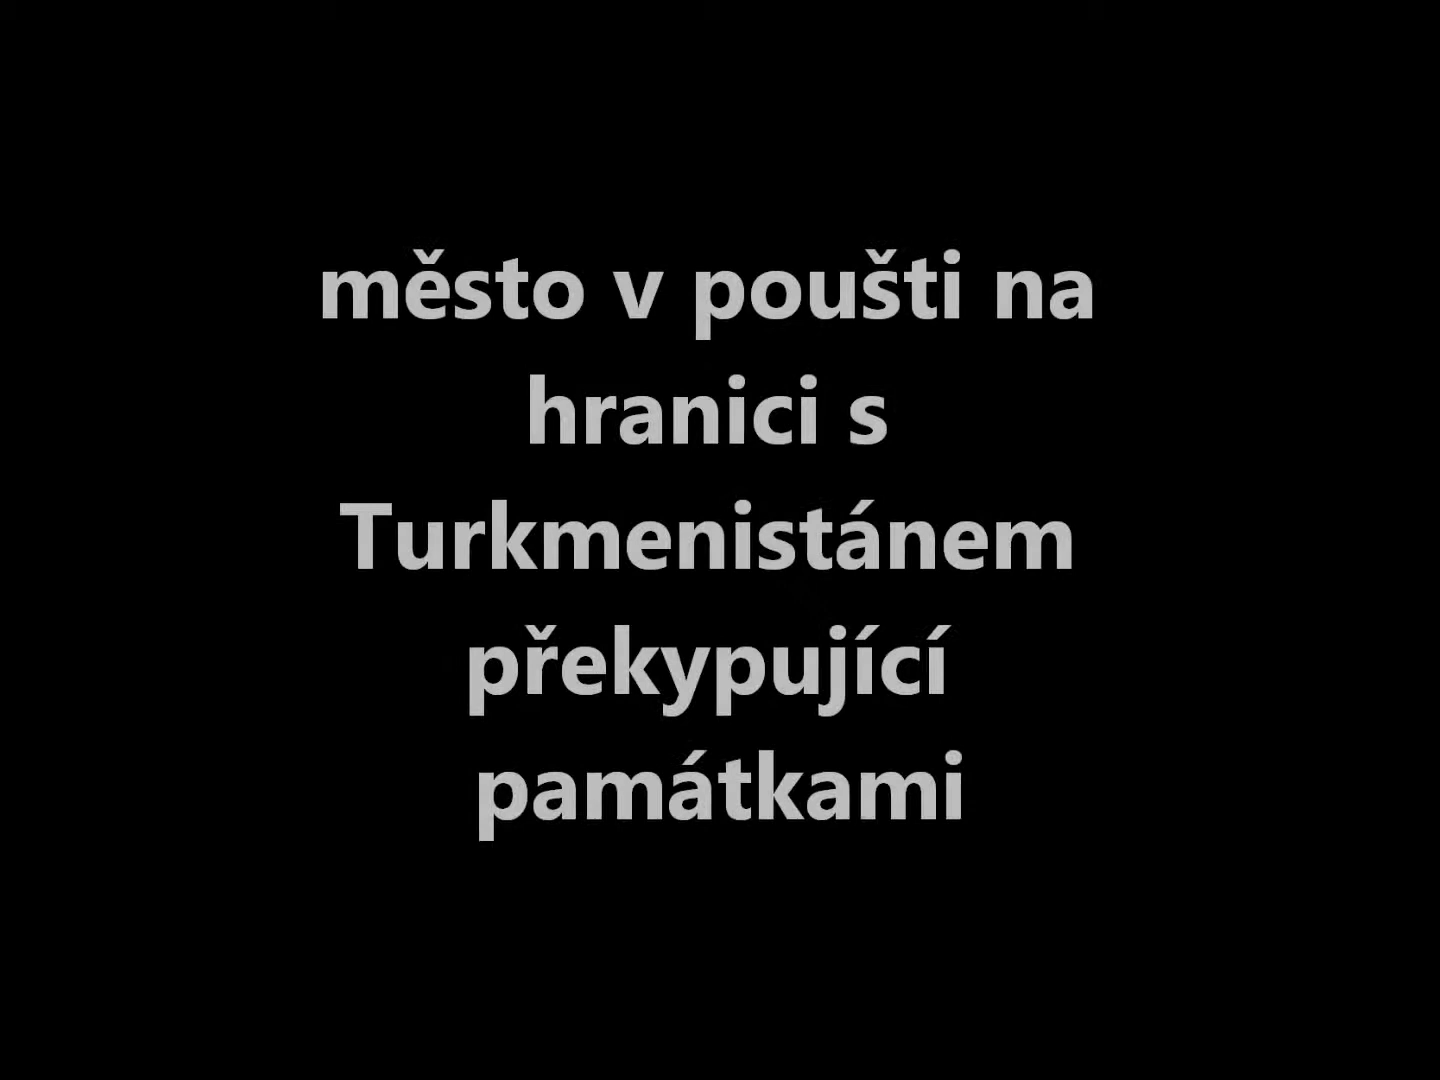 město v poušti na
hranici s
Turkmenistánem
překypující
památkami